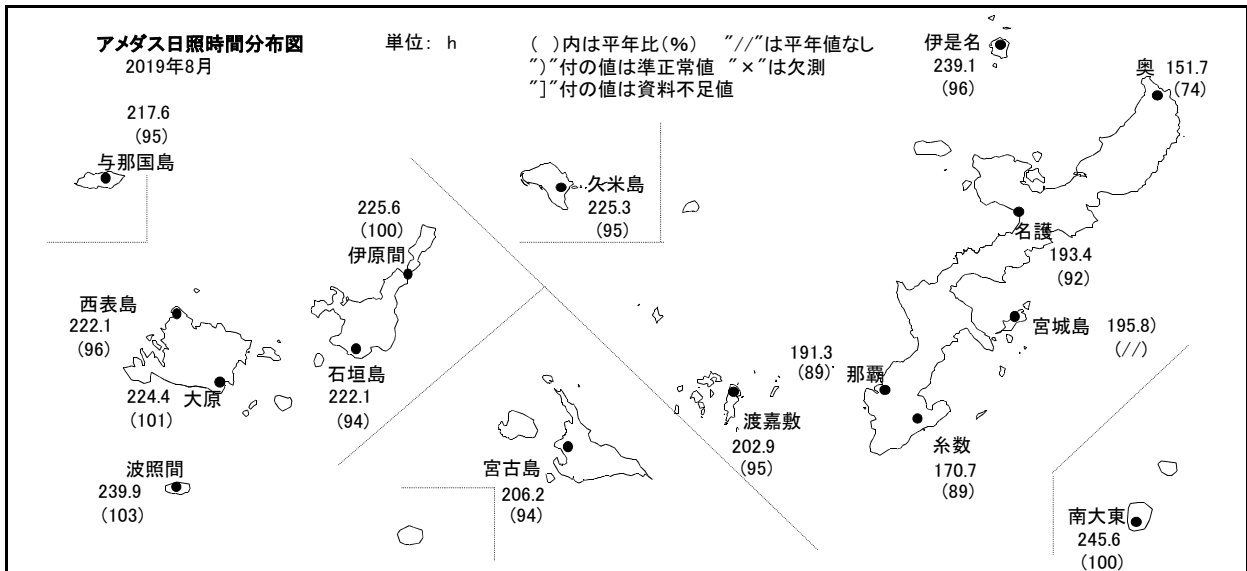 アメダス日照時間分布図
単位: h
2019年8月
( )内は平年比(%) "//"は平年値なし
")"付の値は準正常値 "×"は欠測
"]"付の値は資料不足値
伊是名
239.1
(96)
奥 151.7
(74)
217.6
(95)
与那国島
久米島
225.3
(95)
225.6
(100)
伊原間
名護
193.4
(92)
西表島
222.1
(96)
宮城島 195.8)
(//)
石垣島
222.1
(94)
大原
224.4
(101)
191.3
(89)
那覇
渡嘉敷
202.9
(95)
糸数
170.7
(89)
波照間
239.9
(103)
宮古島
206.2
(94)
南大東
245.6
(100)